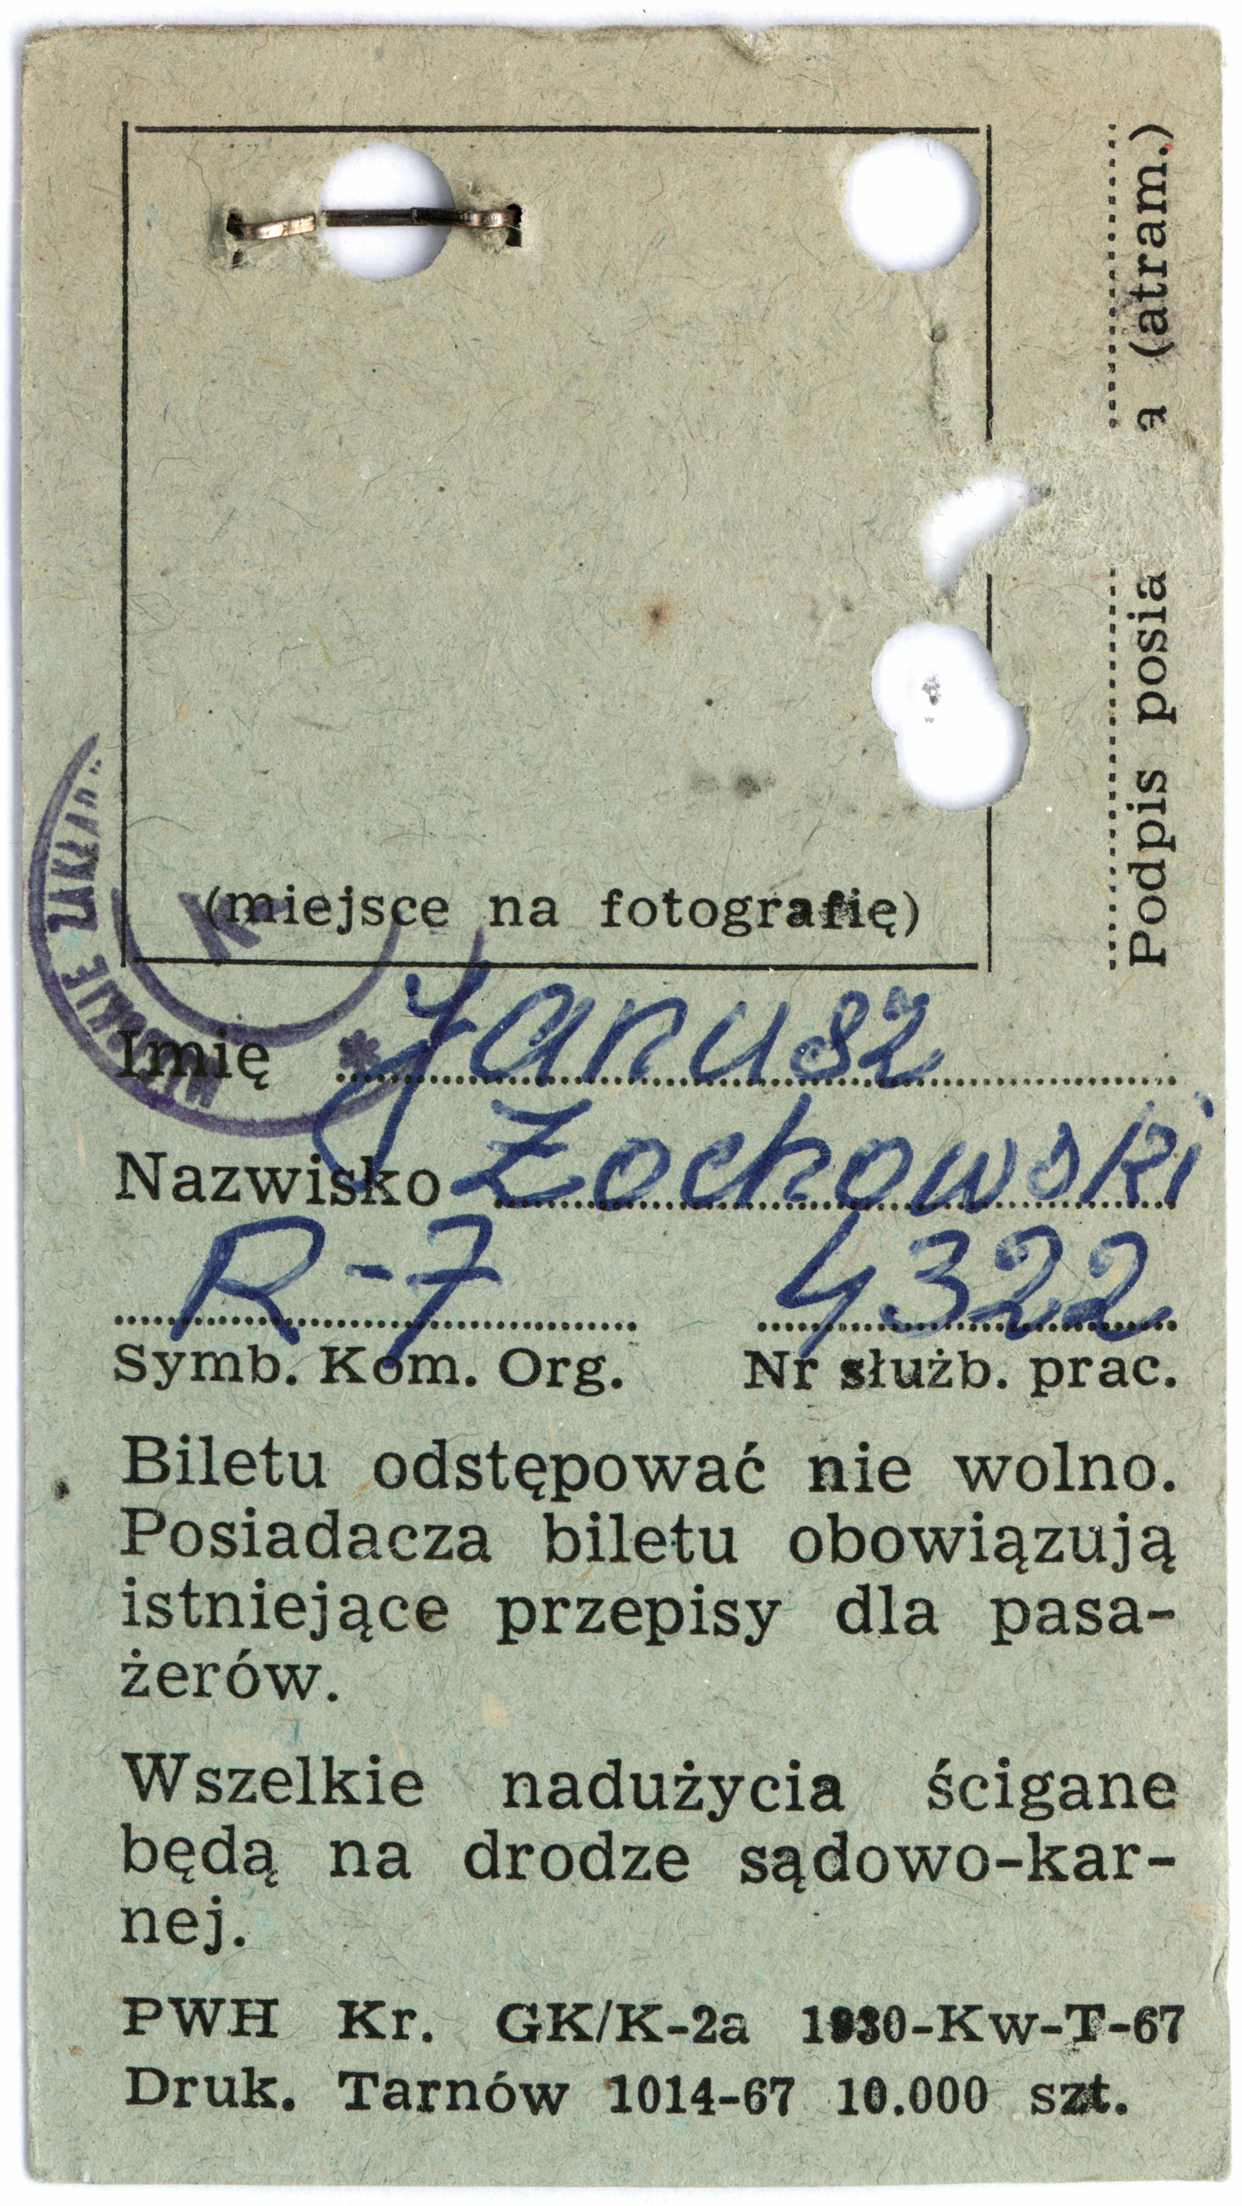 (miejsce na fotografię)
Podpis posia a (atram.)
Imię Janusz
Nazwisko Żochowski
R-7 4322
Symb. Kom. Org. Nr służb. prac.
Biletu odstępować nie wolno.
Posiadacza biletu obowiązują
istniejące przepisy dla pasa-
żerów.
Wszelkie nadużycia ścigane
będą na drodze sądowo-kar-
nej.
PWH Kr. GK/K-2a 1930-Kw-T-67
Druk. Tarnów 1014-67 10.000 szt.